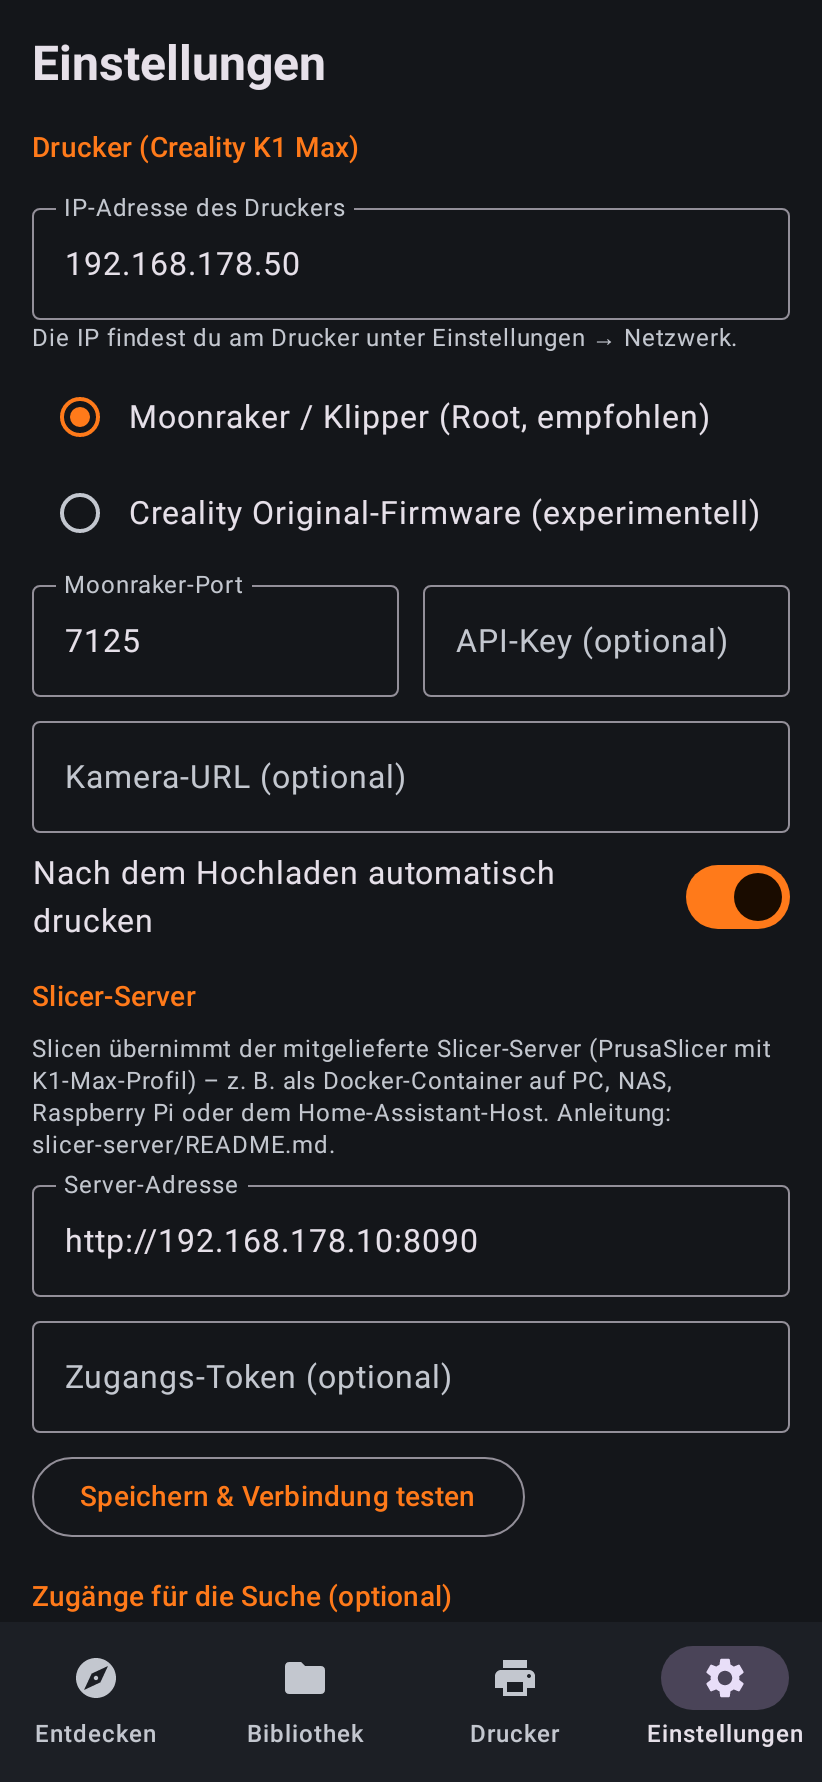 Einstellungen
Drucker (Creality K1 Max)
IP-Adresse des Druckers
192.168.178.50
Die IP findest du am Drucker unter Einstellungen → Netzwerk.
Moonraker / Klipper (Root, empfohlen)
Creality Original-Firmware (experimentell)
Moonraker-Port
7125
API-Key (optional)
Kamera-URL (optional)
Nach dem Hochladen automatisch
drucken
Slicer-Server
Slicen übernimmt der mitgelieferte Slicer-Server (PrusaSlicer mit
K1-Max-Profil) – z. B. als Docker-Container auf PC, NAS,
Raspberry Pi oder dem Home-Assistant-Host. Anleitung:
slicer-server/README.md.
Server-Adresse
http://192.168.178.10:8090
Zugangs-Token (optional)
Speichern & Verbindung testen
Zugänge für die Suche (optional)
Entdecken
Bibliothek
Drucker
Einstellungen